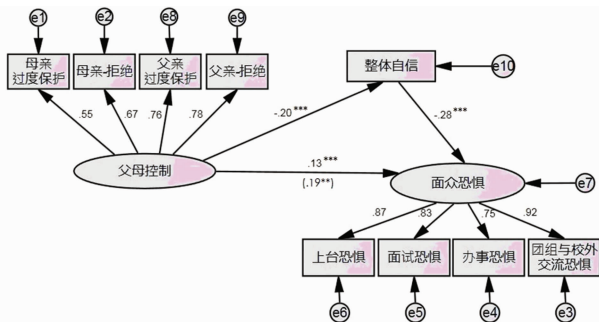 e1
e2
e8
e9
母亲
过度保护
母亲-拒绝
父亲
过度保护
父亲-拒绝
整体自信
e10
.55
.67
.76
.78
-.20***
-.28***
父母控制
.13***
(.19**)
面众恐惧
e7
.87
.83
.75
.92
上台恐惧
面试恐惧
办事恐惧
团组与校外
交流恐惧
e6
e5
e4
e3